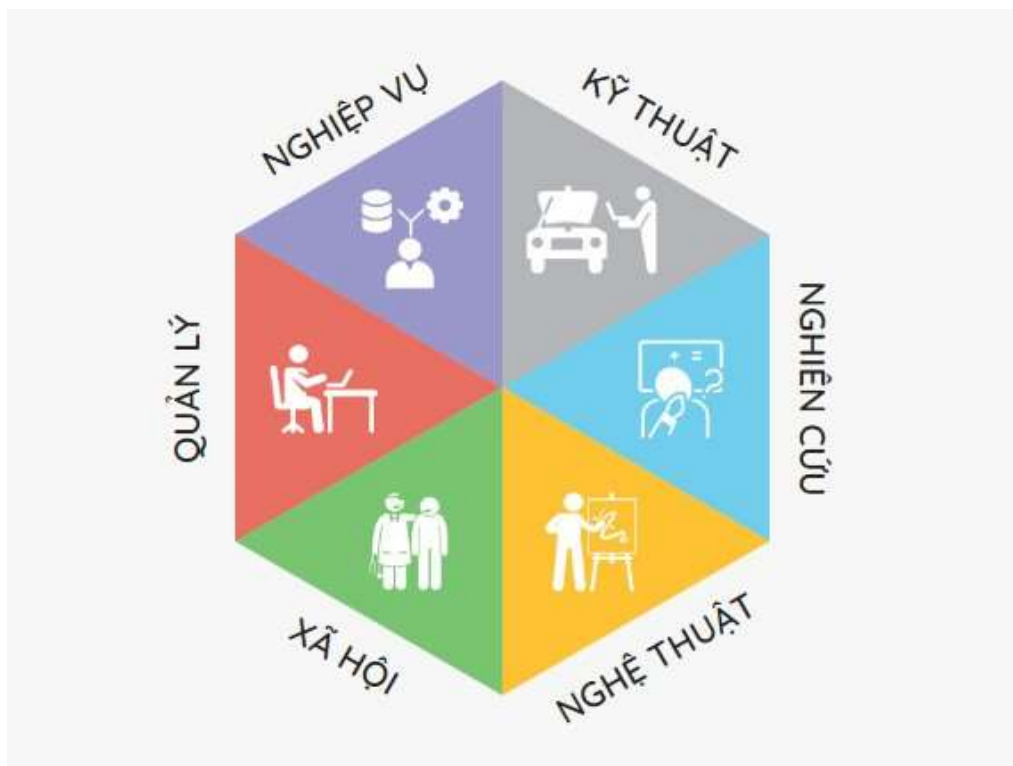 NGHIỆP VỤ
KỸ THUẬT
QUẢN LÝ
NGHIÊN CỨU
XÃ HỘI
NGHỆ THUẬT
+ =
?